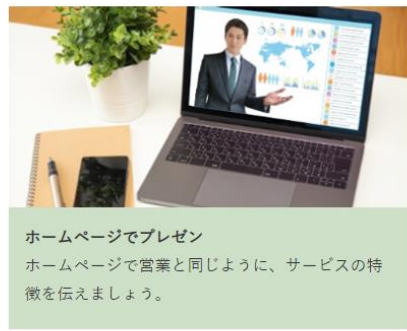 ホームページでプレゼン
ホームページで営業と同じように、サービスの特
徴を伝えましょう。